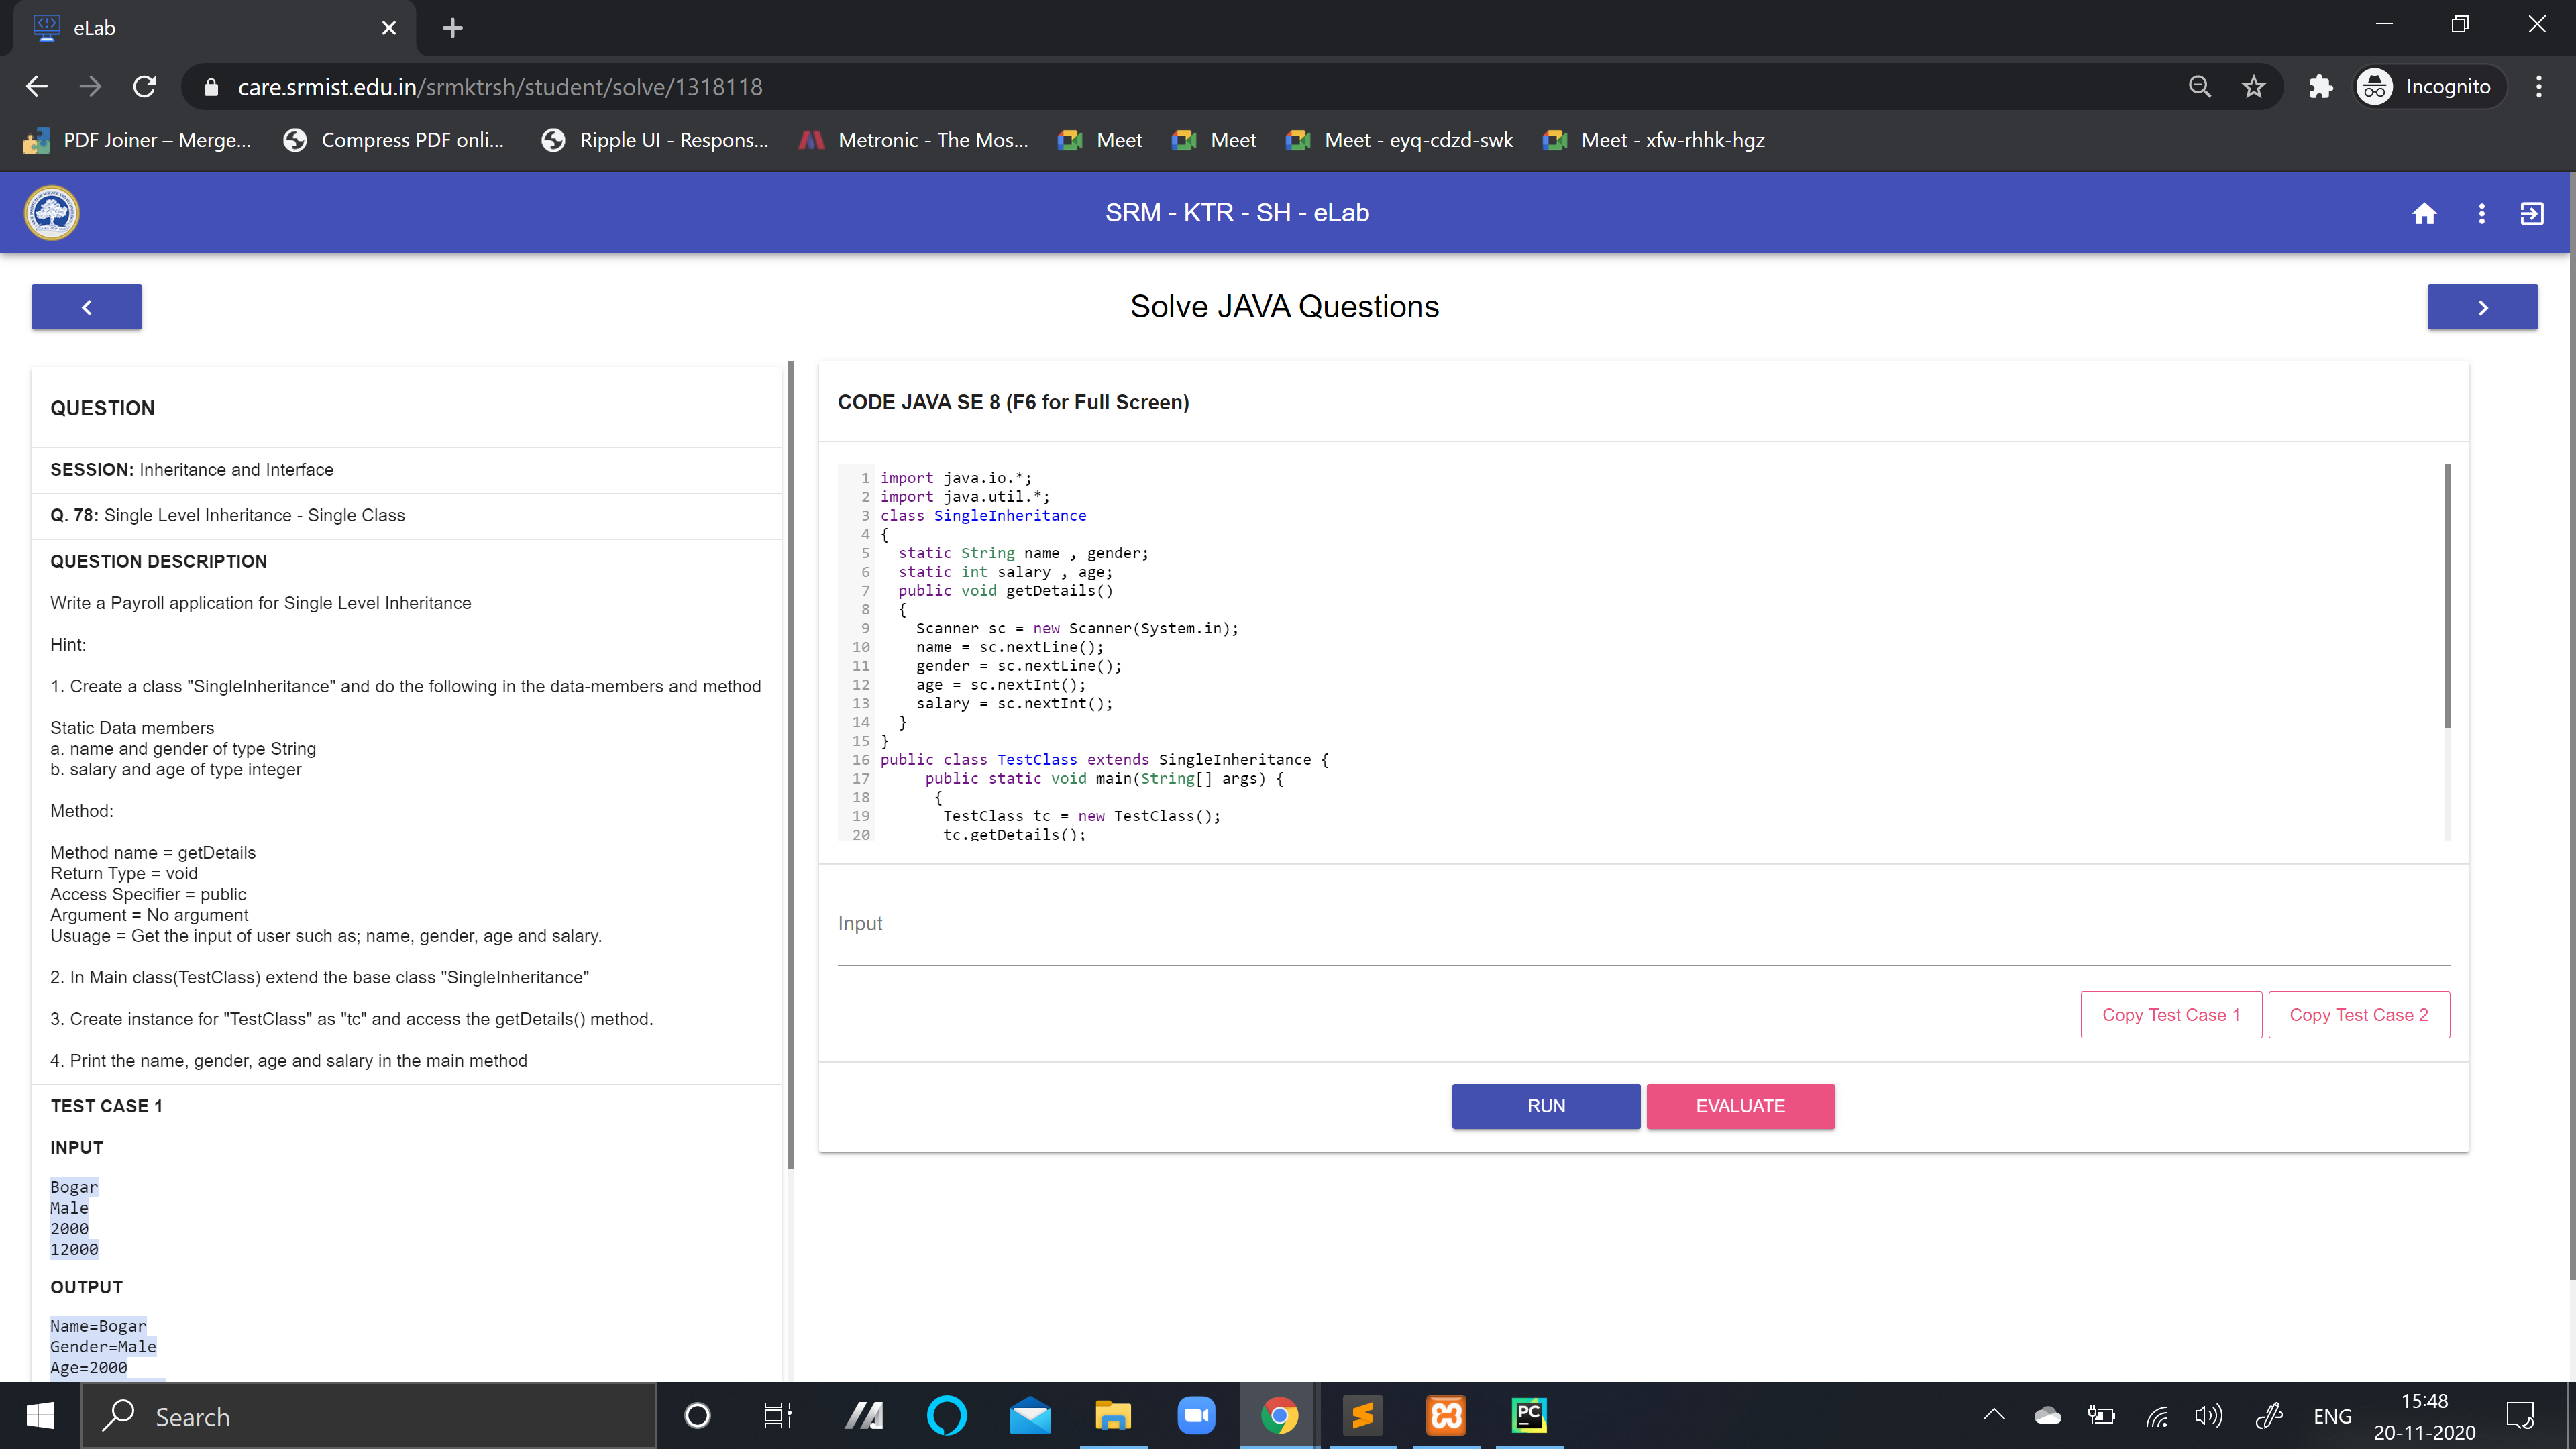 eLab
care.srmist.edu.in/srmktrsh/student/solve/1318118
Incognito
PDF Joiner – Merge...
Compress PDF onli...
Ripple UI - Respons...
Metronic - The Mos...
Meet
Meet
Meet - eyq-cdzd-swk
Meet - xfw-rhhk-hgz
SRM - KTR - SH - eLab
Solve JAVA Questions
QUESTION
SESSION: Inheritance and Interface
Q. 78: Single Level Inheritance - Single Class
QUESTION DESCRIPTION
Write a Payroll application for Single Level Inheritance
Hint:
1. Create a class "SingleInheritance" and do the following in the data-members and method
Static Data members
a. name and gender of type String
b. salary and age of type integer
Method:
Method name = getDetails
Return Type = void
Access Specifier = public
Argument = No argument
Usuage = Get the input of user such as; name, gender, age and salary.
2. In Main class(TestClass) extend the base class "SingleInheritance"
3. Create instance for "TestClass" as "tc" and access the getDetails() method.
4. Print the name, gender, age and salary in the main method
TEST CASE 1
INPUT
Bogar
Male
2000
12000
OUTPUT
Name=Bogar
Gender=Male
Age=2000
CODE JAVA SE 8 (F6 for Full Screen)
1 import java.io.*;
2 import java.util.*;
3 class SingleInheritance
4 {
5 static String name , gender;
6 static int salary , age;
7 public void getDetails()
8 {
9 Scanner sc = new Scanner(System.in);
10 name = sc.nextLine();
11 gender = sc.nextLine();
12 age = sc.nextInt();
13 salary = sc.nextInt();
14 }
15 }
16 public class TestClass extends SingleInheritance {
17 public static void main(String[] args) {
18 {
19 TestClass tc = new TestClass();
20 tc.getDetails();
Input
Copy Test Case 1
Copy Test Case 2
RUN
EVALUATE
Search
PC
ENG
15:48
20-11-2020